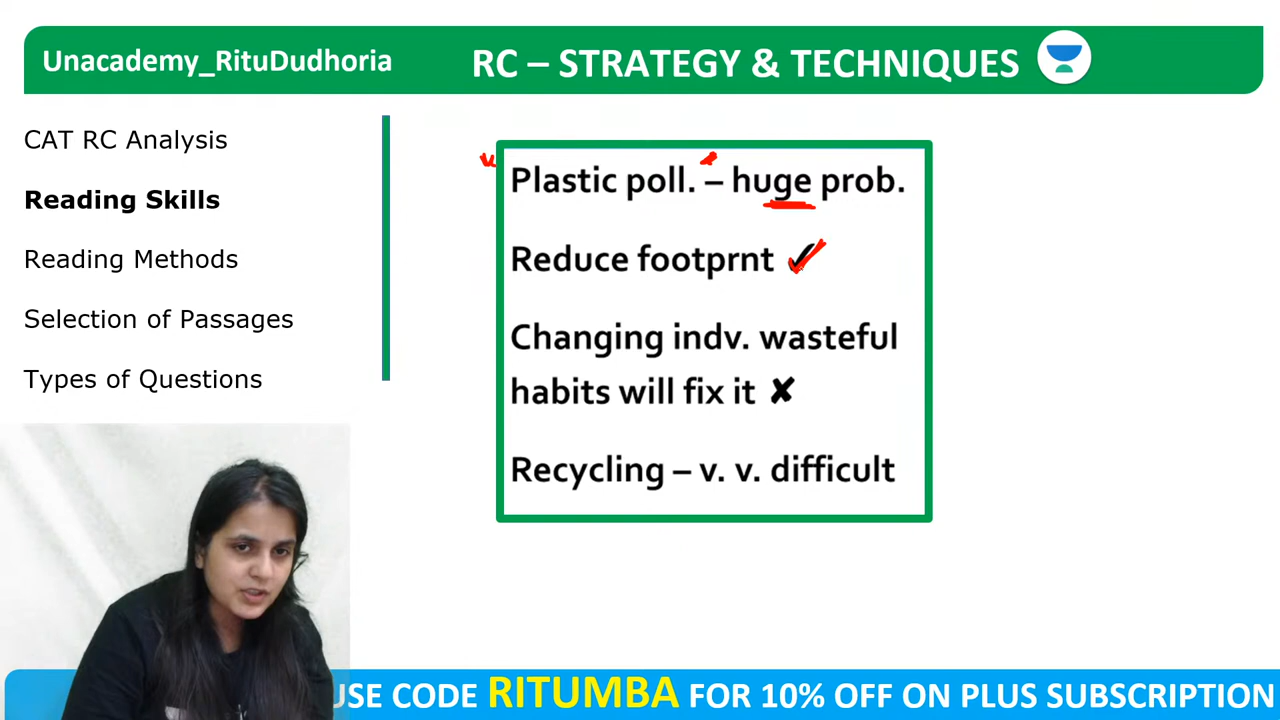 Unacademy_RituDudhoria
RC – STRATEGY & TECHNIQUES
CAT RC Analysis
Reading Skills
Reading Methods
Selection of Passages
Types of Questions
Plastic poll. – huge prob.
Reduce footprnt ✔
Changing indv. wasteful
habits will fix it ✘
Recycling – v. v. difficult
USE CODE RITUMBA FOR 10% OFF ON PLUS SUBSCRIPTION